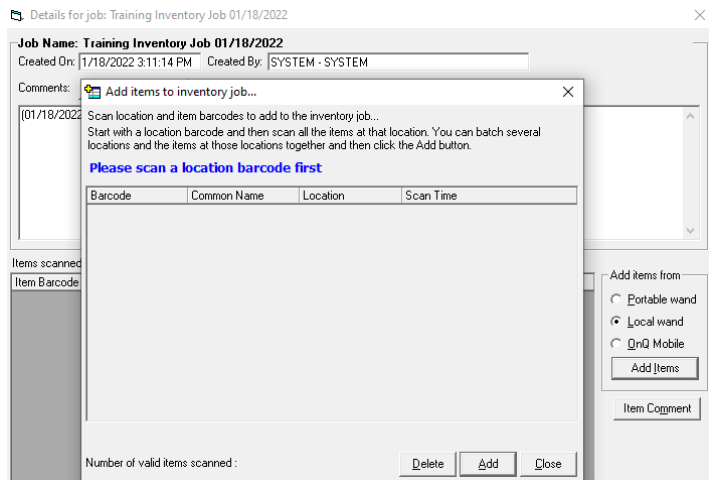 Details for job: Training Inventory Job 01/18/2022
Job Name: Training Inventory Job 01/18/2022
Created On: 1/18/2022 3:11:14 PM Created By: SYSTEM - SYSTEM
Comments:
(01/18/2022
Add items to inventory job...
Scan location and item barcodes to add to the inventory job...
Start with a location barcode and then scan all the items at that location. You can batch several
locations and the items at those locations together and then click the Add button.
Please scan a location barcode first
Barcode Common Name Location Scan Time
Number of valid items scanned :
Delete Add Close
Items scanned
Item Barcode
Add items from
Portable wand
Local wand
OnQ Mobile
Add Items
Item Comment